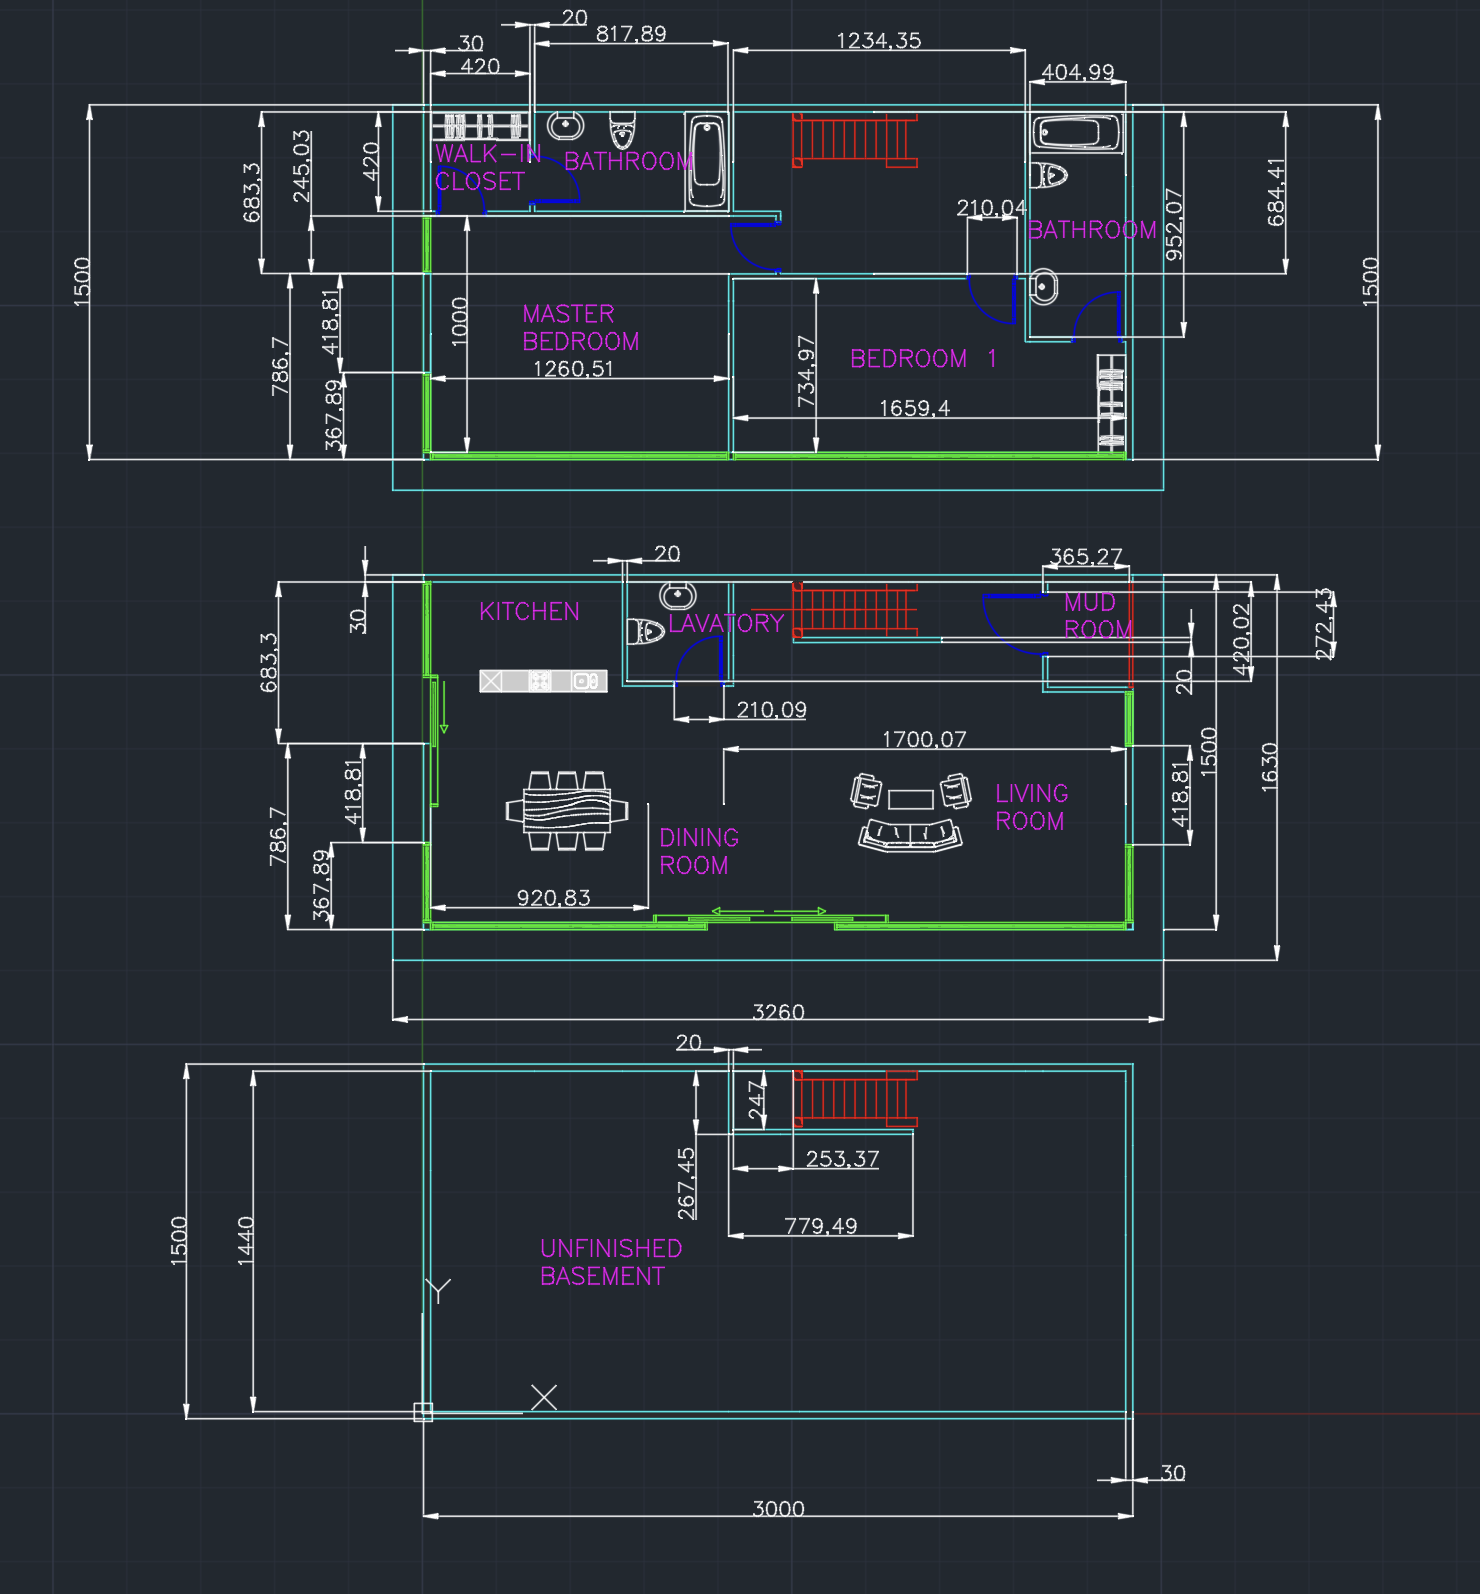 20
817,89
30
1234,35
420
404,99
WALK-IN
CLOSET
BATHROOM
420
245,03
683,3
684,41
952,07
210,04
BATHROOM
1500
1500
418,81
1000
MASTER
BEDROOM
786,7
734,97
BEDROOM 1
1260,51
367,89
1659,4
20
365,27
KITCHEN
LAVATORY
MUD
ROOM
30
683,3
420,02
272,43
20
210,09
1700,07
1500
1630
418,81
418,81
LIVING
ROOM
DINING
ROOM
786,7
367,89
920,83
3260
20
247
253,37
267,45
779,49
1500
1440
UNFINISHED
BASEMENT
Y
X
30
3000